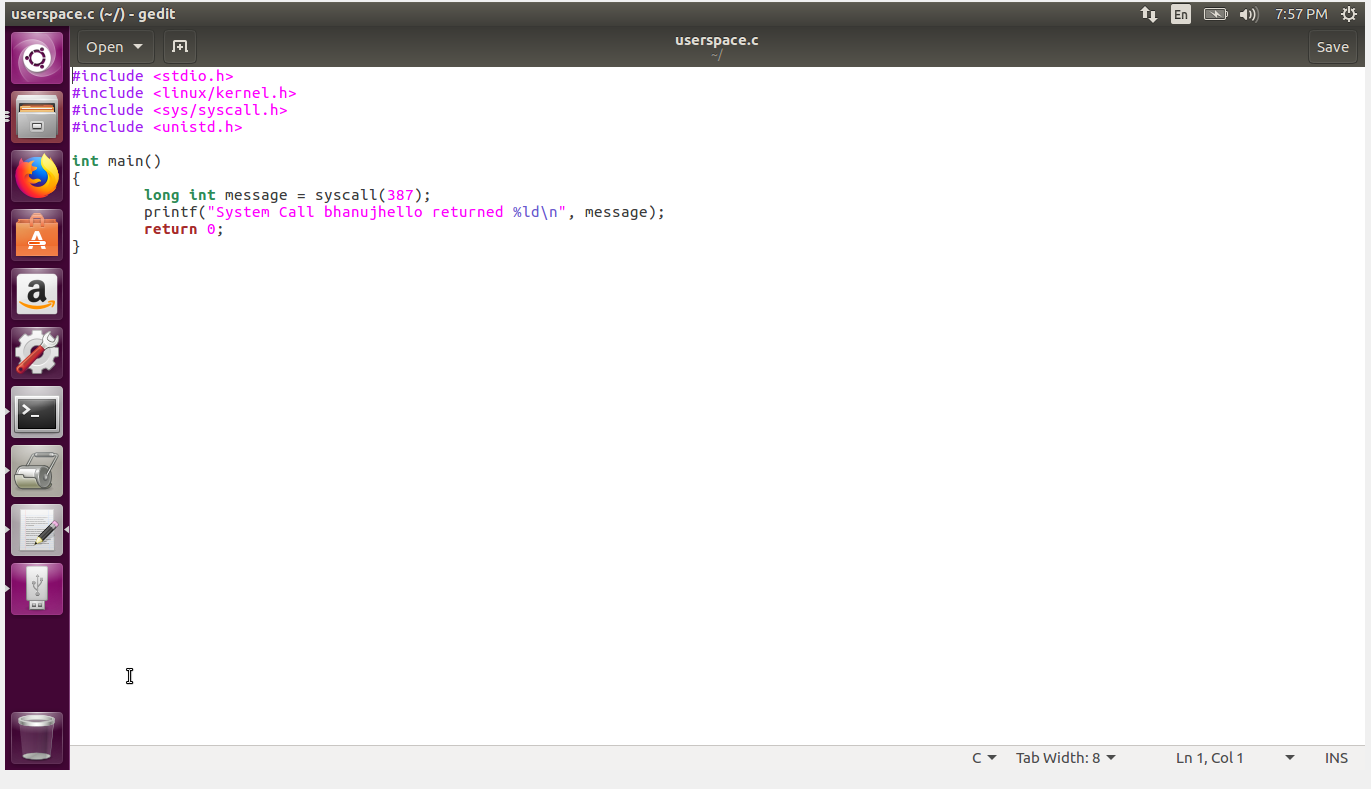 userspace.c (~/) - gedit
En
7:57 PM
Open
userspace.c
~/
Save
#include <stdio.h>
#include <linux/kernel.h>
#include <sys/syscall.h>
#include <unistd.h>
int main()
{
        long int message = syscall(387);
        printf("System Call bhanujhello returned %ld\n", message);
        return 0;
}
C
Tab Width: 8
Ln 1, Col 1
INS